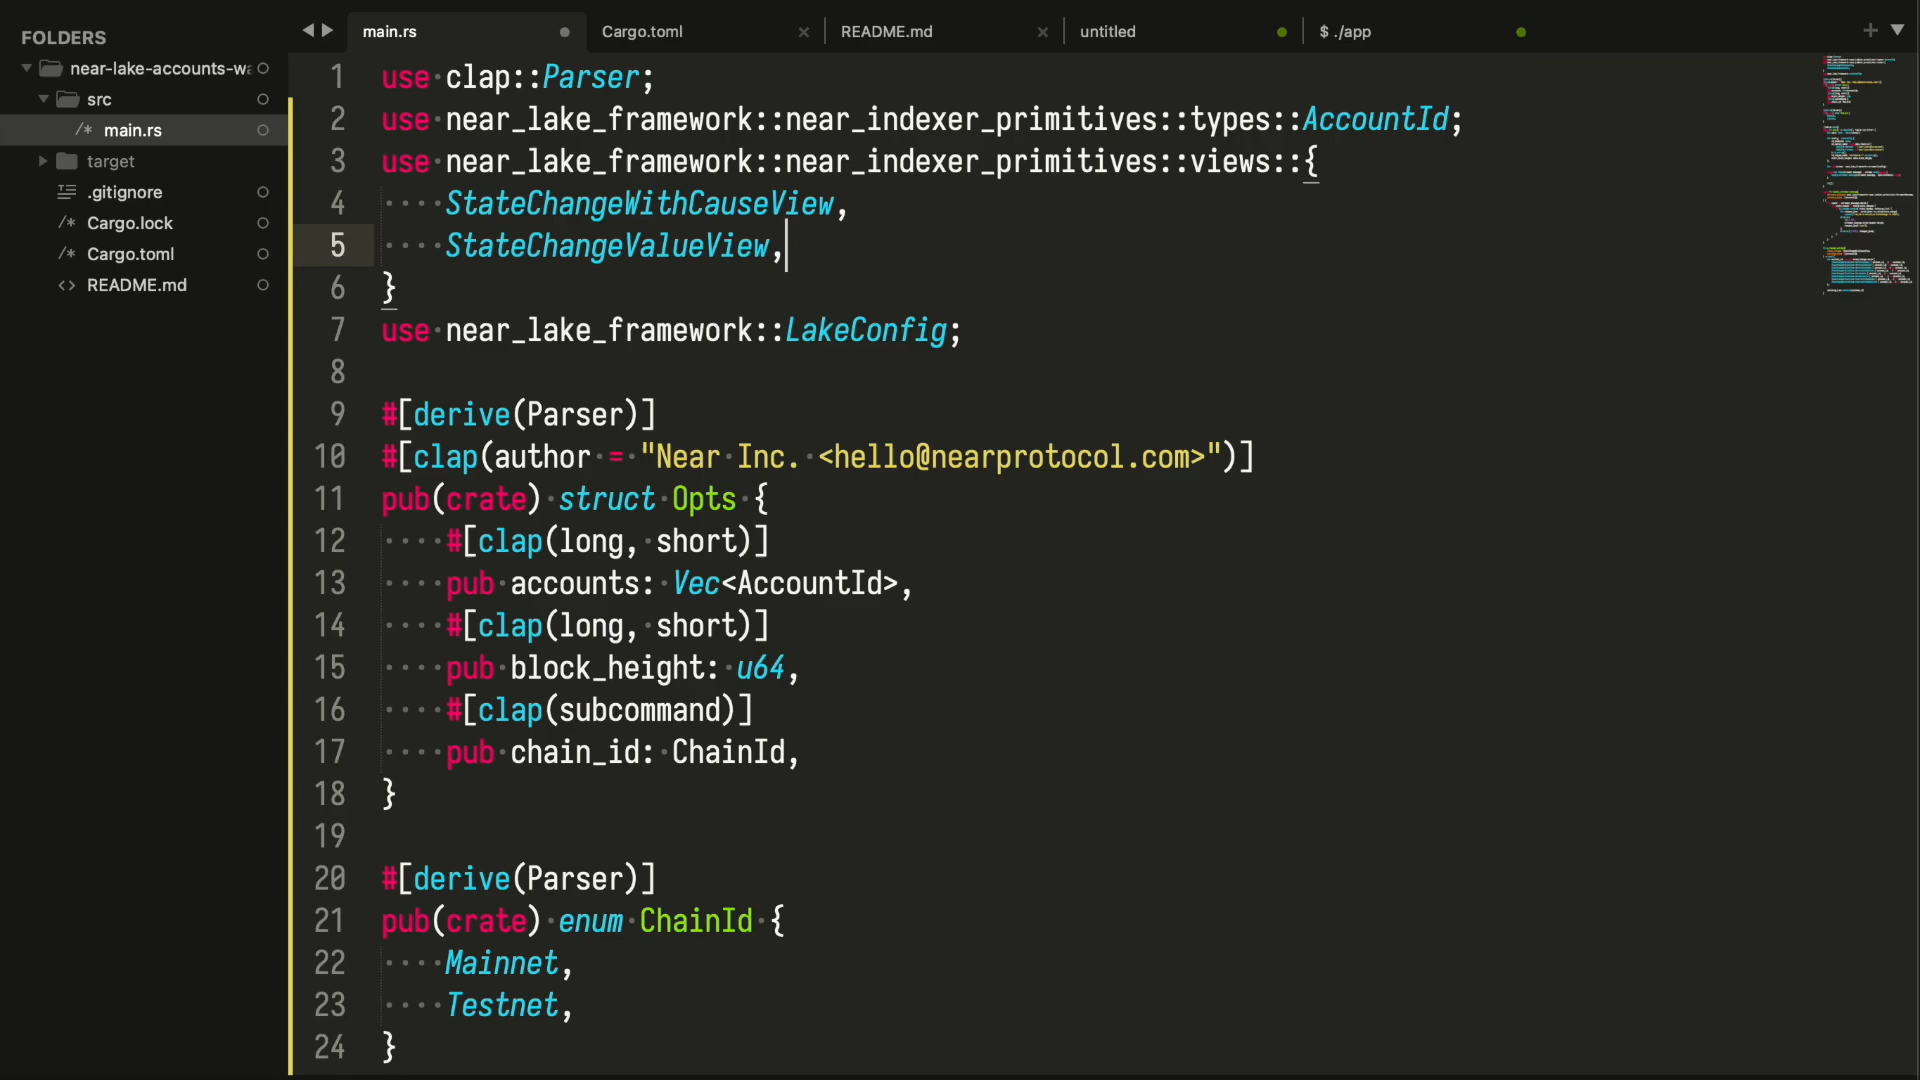 FOLDERS
near-lake-accounts-wa
src
/* main.rs
target
.gitignore
/* Cargo.lock
/* Cargo.toml
<> README.md
main.rs
Cargo.toml
README.md
untitled
$ ./app
1 use clap::Parser;
2 use near_lake_framework::near_indexer_primitives::types::AccountId;
3 use near_lake_framework::near_indexer_primitives::views::{
4 StateChangeWithCauseView,
5 StateChangeValueView,
6 }
7 use near_lake_framework::LakeConfig;
8
9 #[derive(Parser)]
10 #[clap(author = "Near Inc. <hello@nearprotocol.com>")]
11 pub(crate) struct Opts {
12 #[clap(long, short)]
13 pub accounts: Vec<AccountId>,
14 #[clap(long, short)]
15 pub block_height: u64,
16 #[clap(subcommand)]
17 pub chain_id: ChainId,
18 }
19
20 #[derive(Parser)]
21 pub(crate) enum ChainId {
22 Mainnet,
23 Testnet,
24 }